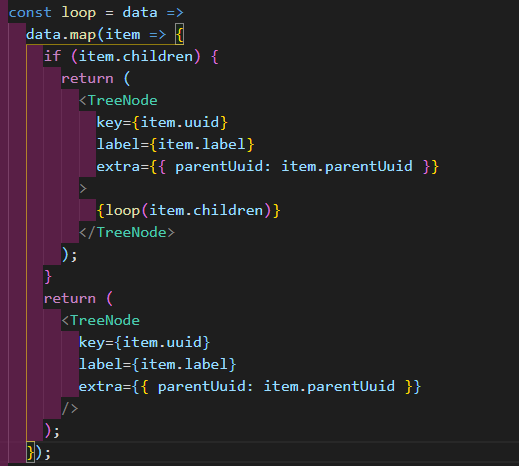 const loop = data =>
  data.map(item => {
    if (item.children) {
      return (
        <TreeNode
          key={item.uuid}
          label={item.label}
          extra={{ parentUuid: item.parentUuid }}
        >
          {loop(item.children)}
        </TreeNode>
      );
    }
    return (
      <TreeNode
        key={item.uuid}
        label={item.label}
        extra={{ parentUuid: item.parentUuid }}
      />
    );
  });